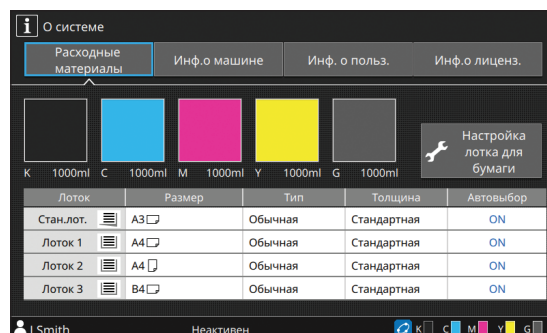 i О системе
Расходные материалы Инф.о машине Инф. о польз. Инф.о лиценз.
K 1000ml C 1000ml M 1000ml Y 1000ml G 1000ml
Настройка лотка для бумаги
Лоток Размер Тип Толщина Автовыбор
Стан.лот. A3 Обычная Стандартная ON
Лоток 1 A4 Обычная Стандартная ON
Лоток 2 A4 Обычная Стандартная ON
Лоток 3 B4 Обычная Стандартная ON
J.Smith Неактивен K C M Y G